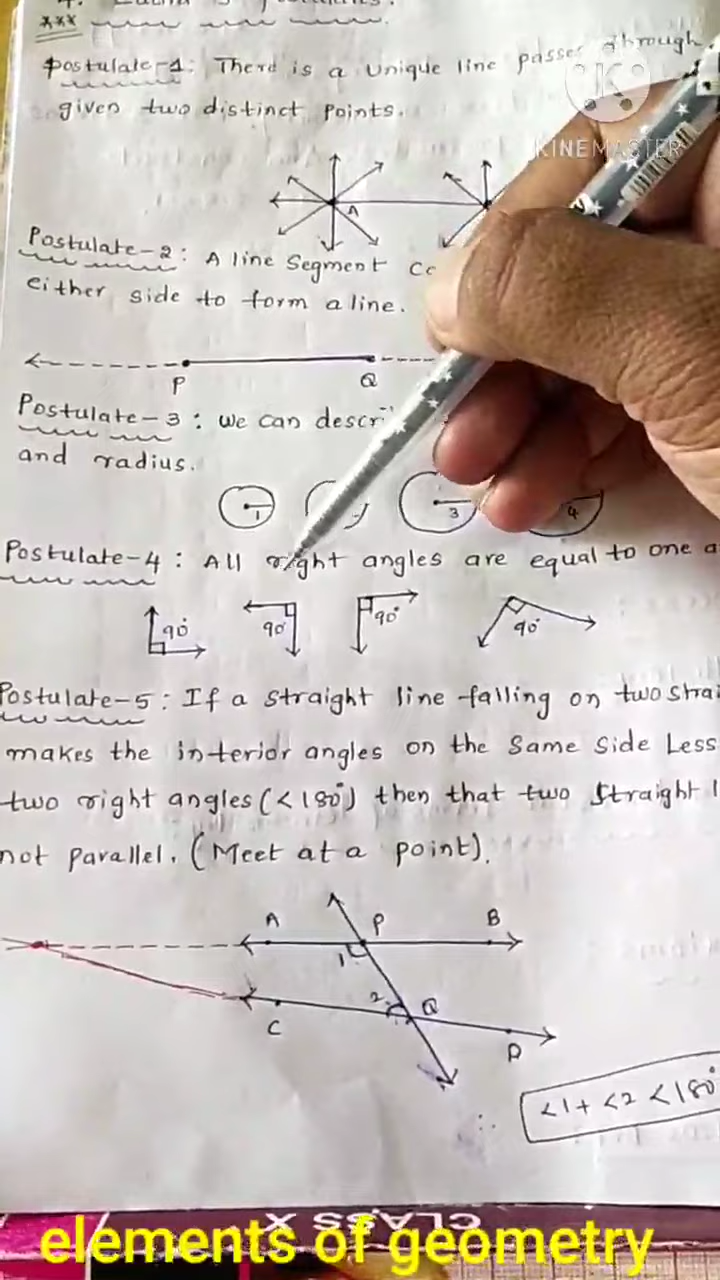 ***
Postulate-1: There is a unique line passes through
given two distinct points.
A
Postulate-2: A line segment
either side to form a line.
P Q
Postulate-3: we can descri
and radius.
1 3 4
Postulate-4: All right angles are equal to one a
90° 90° 90° 90°
Postulate-5: If a straight line falling on two strai
makes the interior angles on the same side less
two right angles (<180°) then that two straight l
not parallel. (Meet at a point).
A P B
1
2 Q
C D
∴ <1 + <2 < 180°
KINEMASTER
CLASS X
elements of geometry